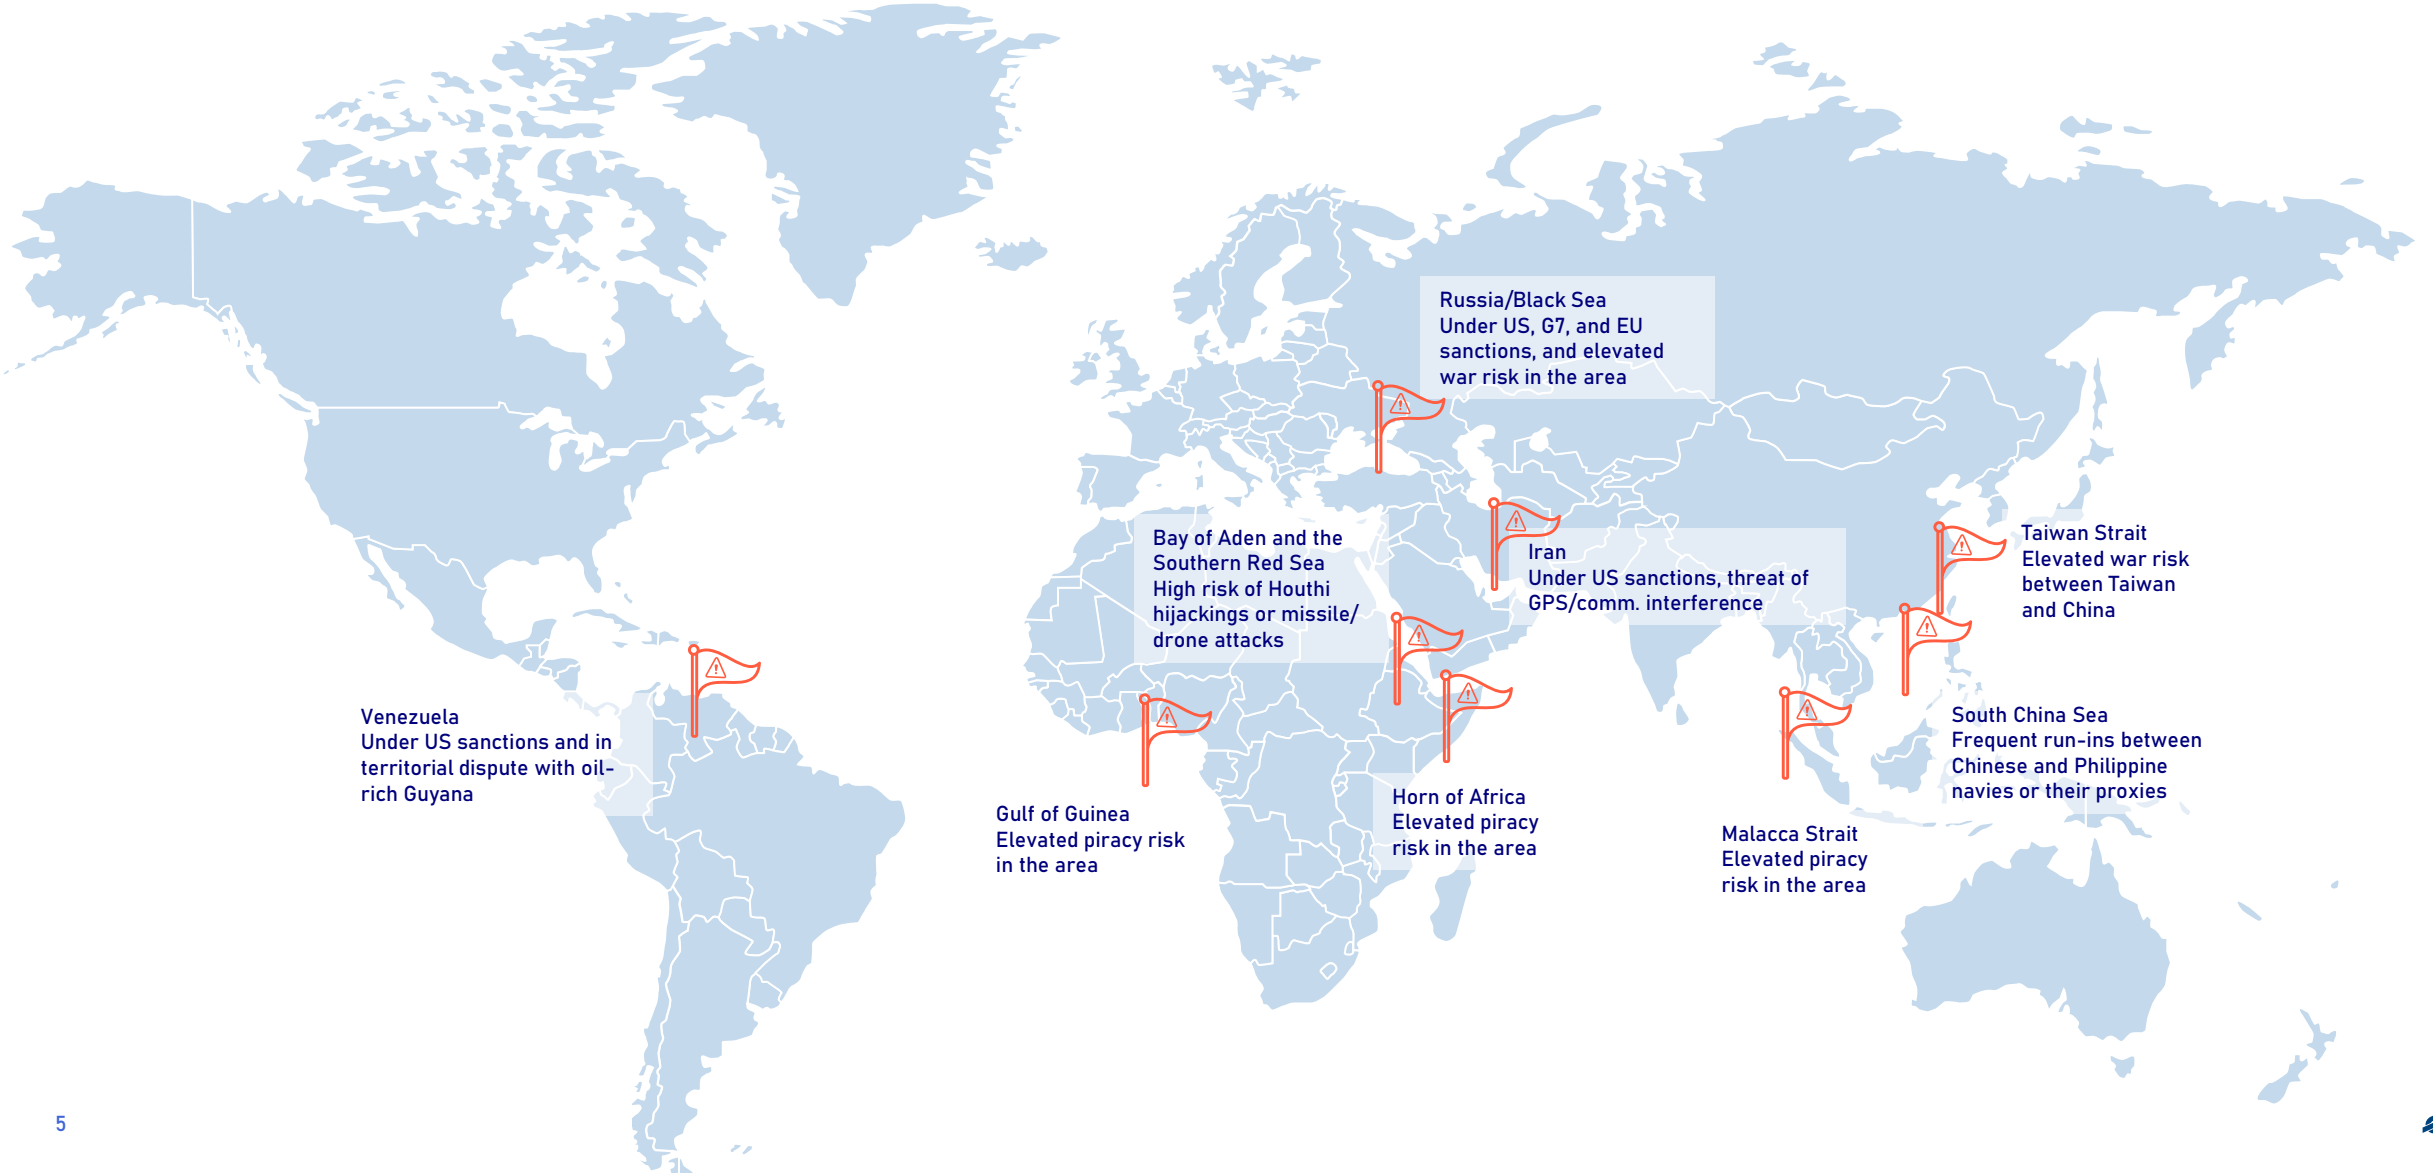 Russia/Black Sea
Under US, G7, and EU
sanctions, and elevated
war risk in the area
Bay of Aden and the
Southern Red Sea
High risk of Houthi
hijackings or missile/
drone attacks
Iran
Under US sanctions, threat of
GPS/comm. interference
Taiwan Strait
Elevated war risk
between Taiwan
and China
Venezuela
Under US sanctions and in
territorial dispute with oil-
rich Guyana
Gulf of Guinea
Elevated piracy risk
in the area
Horn of Africa
Elevated piracy
risk in the area
Malacca Strait
Elevated piracy
risk in the area
South China Sea
Frequent run-ins between
Chinese and Philippine
navies or their proxies
5